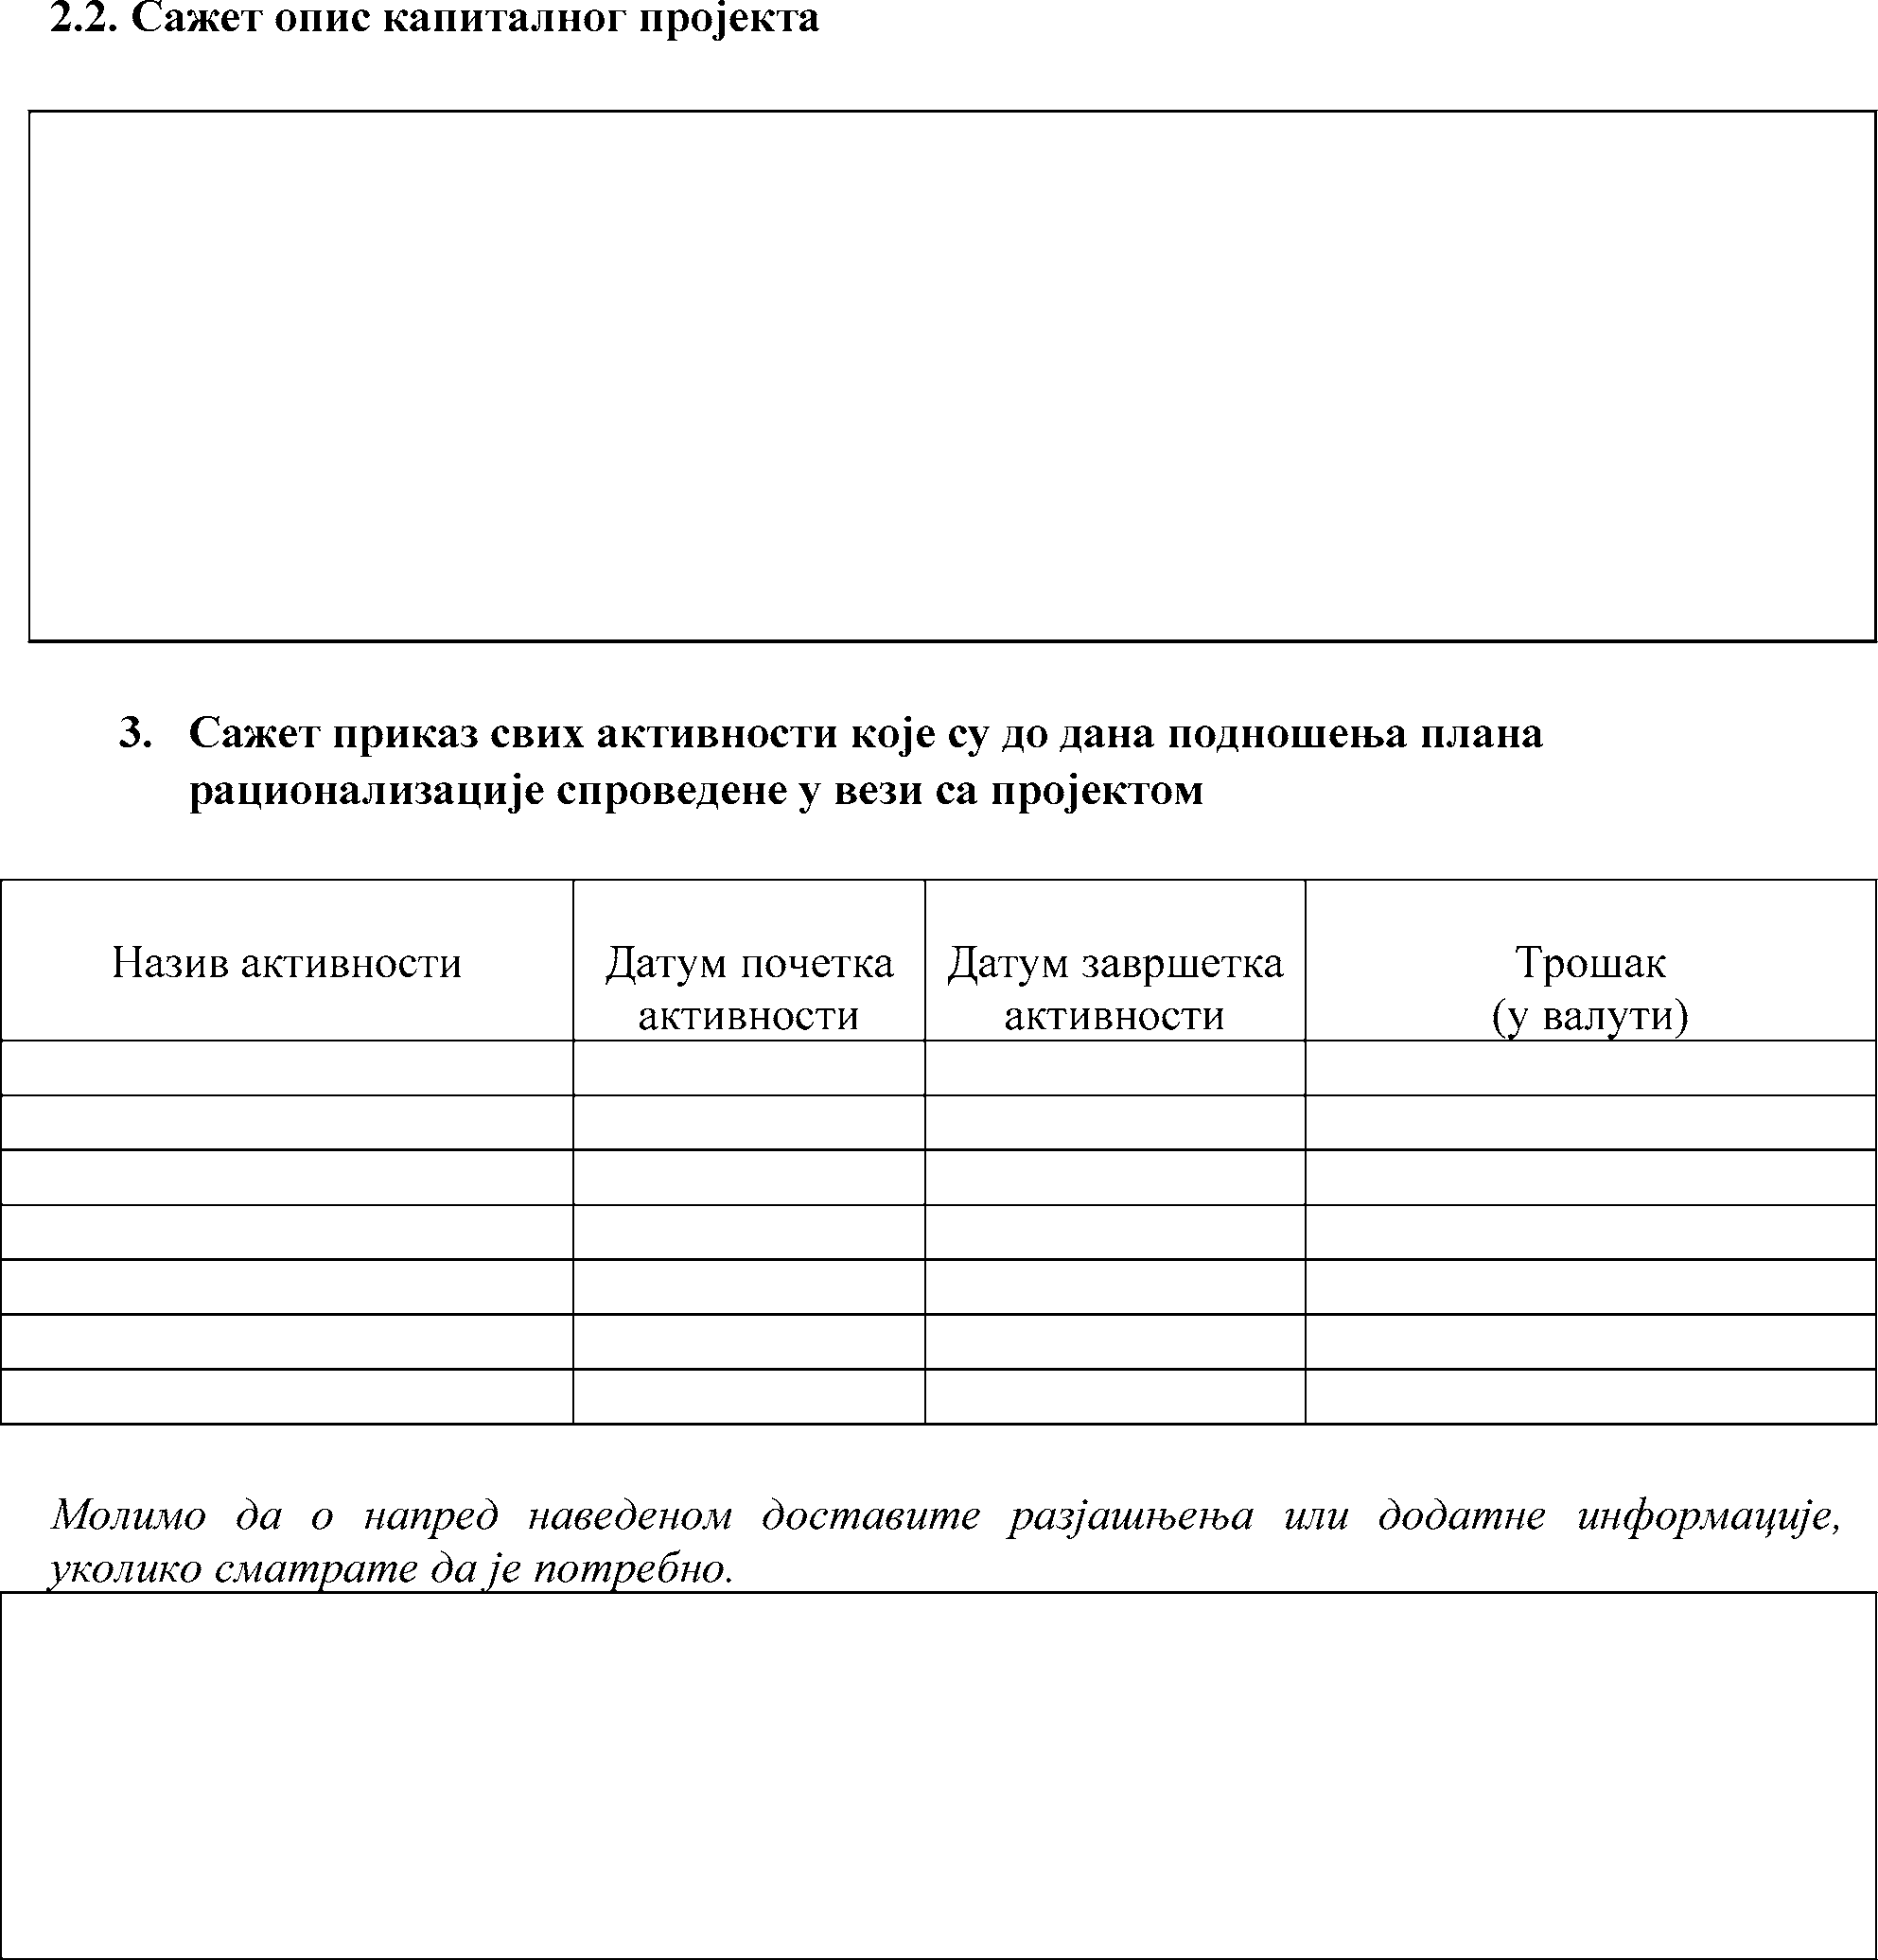 2.2. Сажет опис капиталног пројекта
3. Сажет приказ свих активности које су до дана подношења плана
рационализације спроведене у вези са пројектом
Назив активности
Датум почетка
активности
Датум завршетка
активности
Трошак
(у валути)
Молимо да о напред наведеном доставите разјашњења или додатне информације,
уколико сматрате да је потребно.